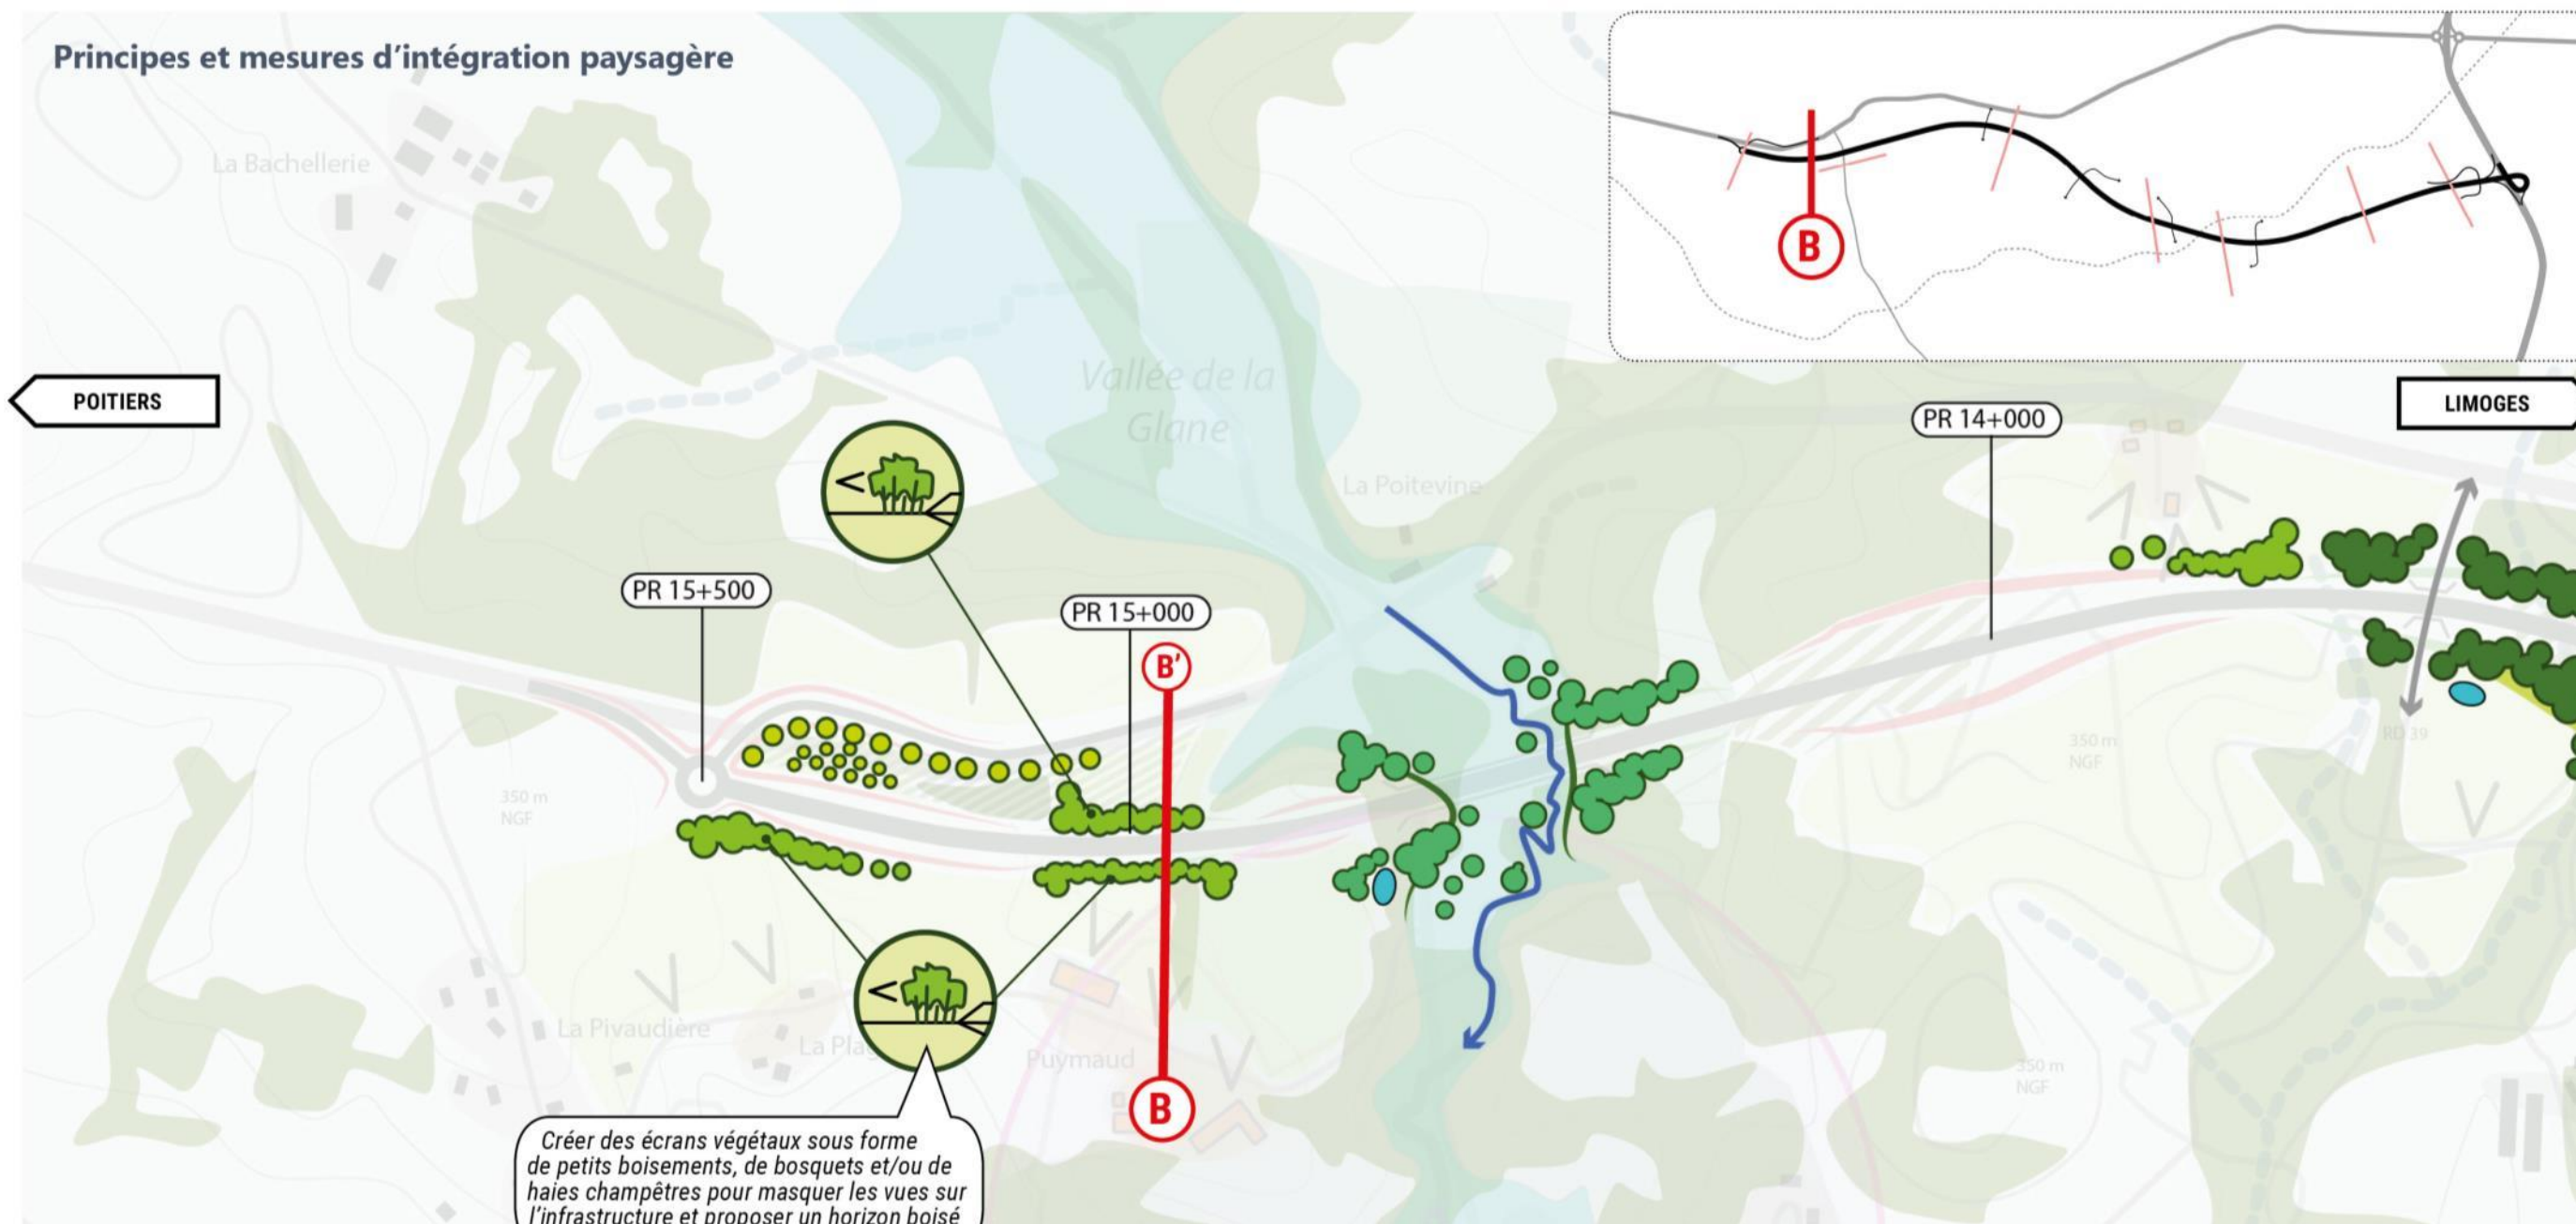 Principes et mesures d’intégration paysagère
La Bachellerie
B
Vallée de la
Glane
POITIERS
LIMOGES
PR 14+000
La Poitevine
PR 15+500
PR 15+000
B’
RD 39
350 m
NGF
350 m
NGF
La Pivaudière
La Plag
Puymaud
350 m
NGF
B
Créer des écrans végétaux sous forme
de petits boisements, de bosquets et/ou de
haies champêtres pour masquer les vues sur
l’infrastructure et proposer un horizon boisé